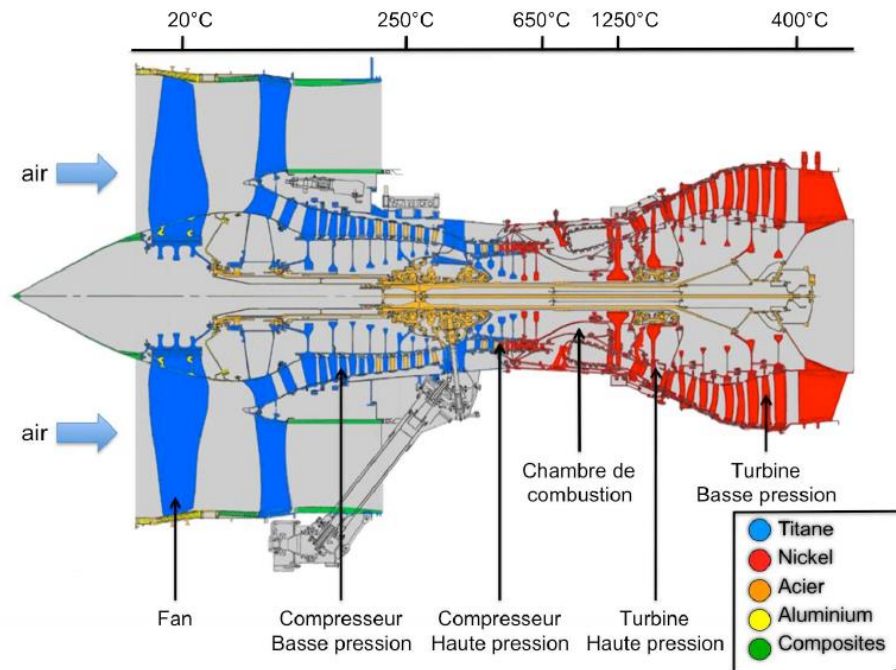 20°C
250°C
650°C
1250°C
400°C
air
air
Chambre de
combustion
Turbine
Basse pression
Fan
Compresseur
Basse pression
Compresseur
Haute pression
Turbine
Haute pression
Titane
Nickel
Acier
Aluminium
Composites